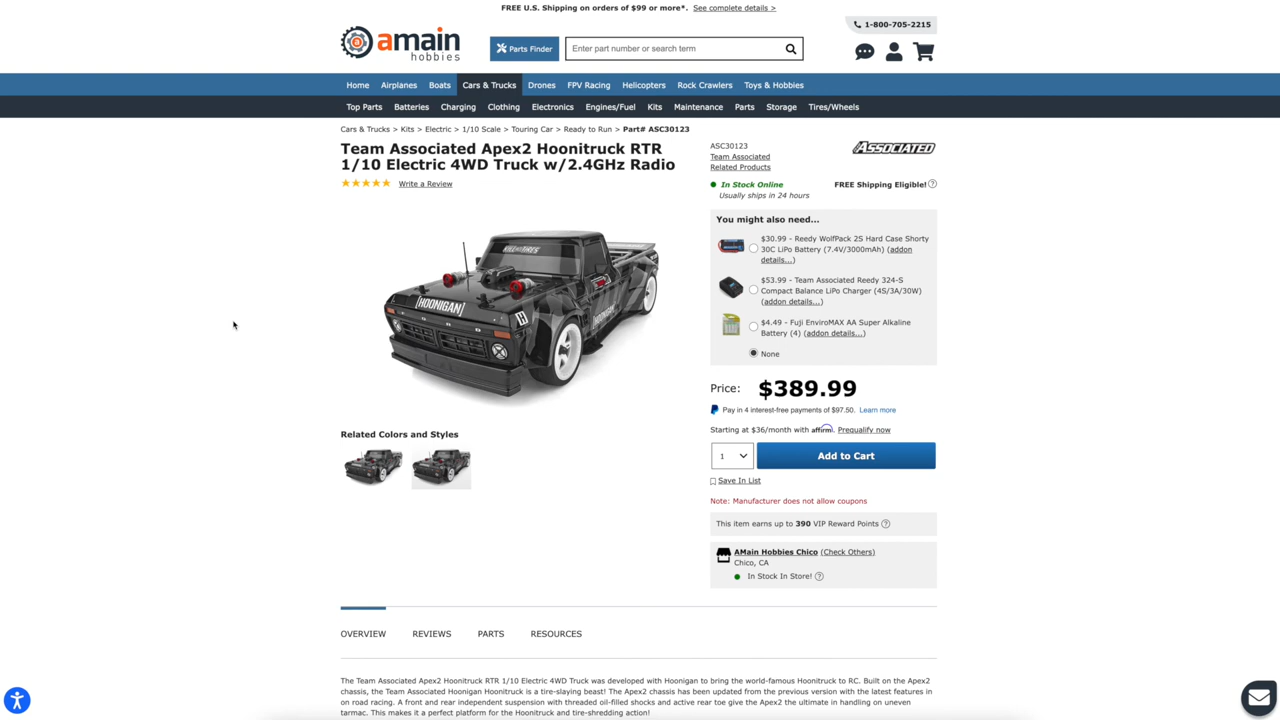 FREE U.S. Shipping on orders of $99 or more*. See complete details >
1-800-705-2215
amain
hobbies
Parts Finder
Enter part number or search term
Home Airplanes Boats Cars & Trucks Drones FPV Racing Helicopters Rock Crawlers Toys & Hobbies
Top Parts Batteries Charging Clothing Electronics Engines/Fuel Kits Maintenance Parts Storage Tires/Wheels
Cars & Trucks > Kits > Electric > 1/10 Scale > Touring Car > Ready to Run > Part# ASC30123
Team Associated Apex2 Hoonitruck RTR
1/10 Electric 4WD Truck w/2.4GHz Radio
Write a Review
KILL ALL TIRES
HOONIGAN
FORD
Related Colors and Styles
ASC30123
Team Associated
Related Products
ASSOCIATED
In Stock Online
Usually ships in 24 hours
FREE Shipping Eligible!
You might also need...
$30.99 - Reedy WolfPack 2S Hard Case Shorty
30C LiPo Battery (7.4V/3000mAh) (addon
details...)
$53.99 - Team Associated Reedy 324-S
Compact Balance LiPo Charger (4S/3A/30W)
(addon details...)
$4.49 - Fuji EnviroMAX AA Super Alkaline
Battery (4) (addon details...)
None
Price: $389.99
Pay in 4 interest-free payments of $97.50. Learn more
Starting at $36/month with affirm. Prequalify now
1
Add to Cart
Save In List
Note: Manufacturer does not allow coupons
This item earns up to 390 VIP Reward Points
AMain Hobbies Chico (Check Others)
Chico, CA
In Stock In Store!
OVERVIEW REVIEWS PARTS RESOURCES
The Team Associated Apex2 Hoonitruck RTR 1/10 Electric 4WD Truck was developed with Hoonigan to bring the world-famous Hoonitruck to RC. Built on the Apex2
chassis, the Team Associated Hoonigan Hoonitruck is a tire-slaying beast! The Apex2 chassis has been updated from the previous version with the latest features in
on road racing. A front and rear independent suspension with threaded oil-filled shocks and active rear toe give the Apex2 the ultimate in handling on uneven
tarmac. This makes it a perfect platform for the Hoonitruck and tire-shredding action!